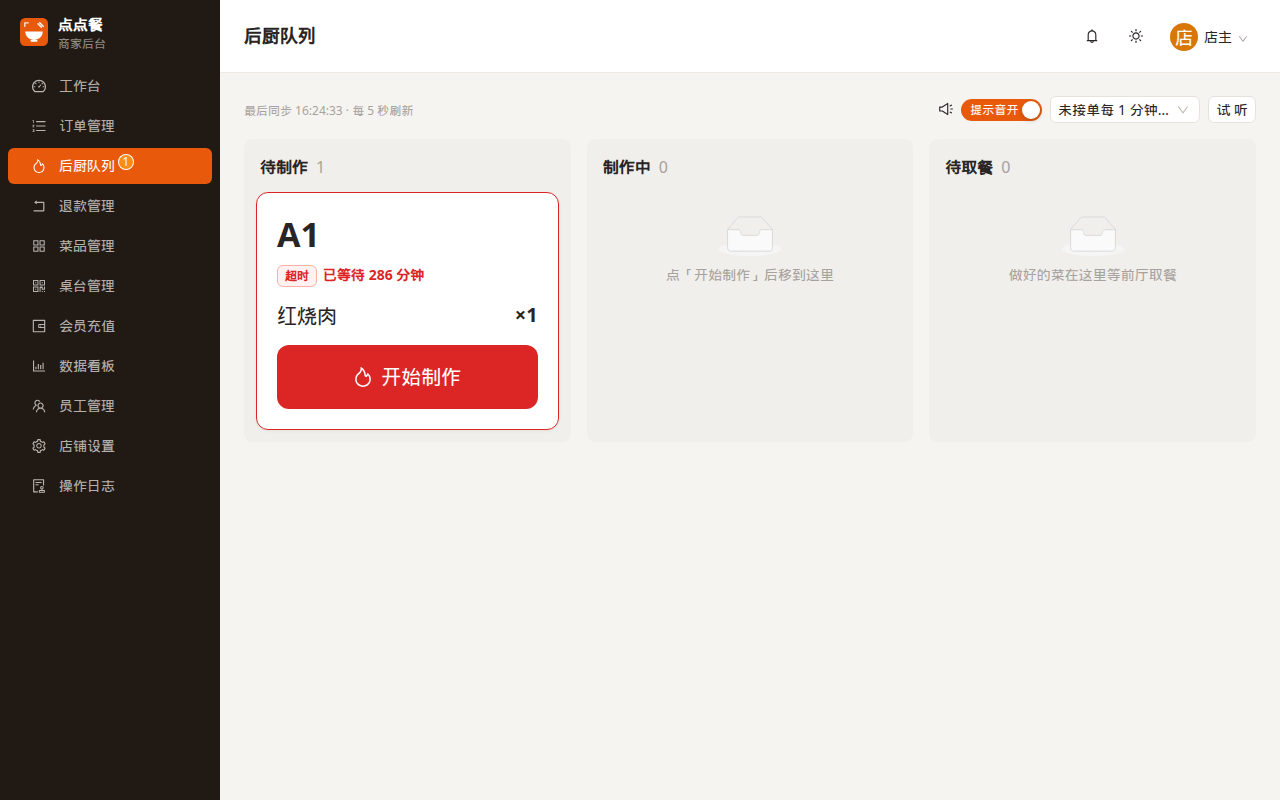 点点餐
商家后台
工作台
订单管理
后厨队列 1
退款管理
菜品管理
桌台管理
会员充值
数据看板
员工管理
店铺设置
操作日志
后厨队列
店 店主
最后同步 16:24:33 · 每 5 秒刷新
提示音开
未接单每 1 分钟...
试 听
待制作 1
A1
超时 已等待 286 分钟
红烧肉 ×1
开始制作
制作中 0
点「开始制作」后移到这里
待取餐 0
做好的菜在这里等前厅取餐